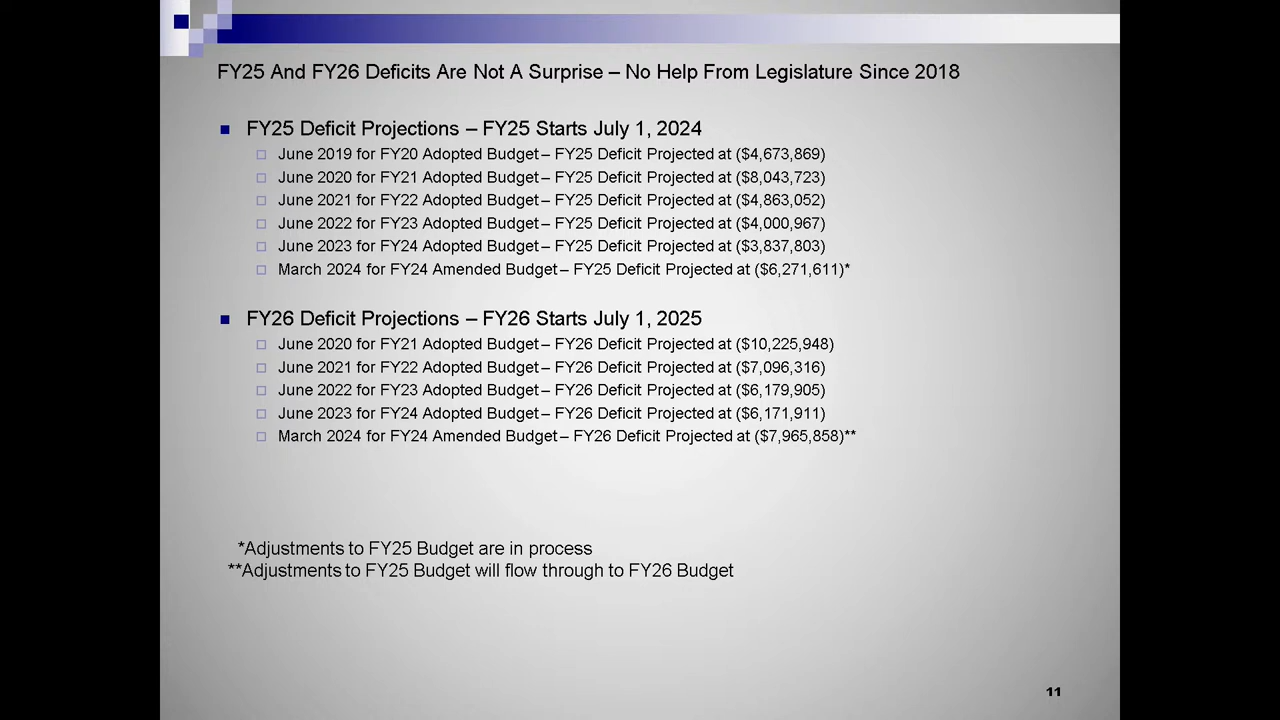 FY25 And FY26 Deficits Are Not A Surprise – No Help From Legislature Since 2018
FY25 Deficit Projections – FY25 Starts July 1, 2024
June 2019 for FY20 Adopted Budget – FY25 Deficit Projected at ($4,673,869)
June 2020 for FY21 Adopted Budget – FY25 Deficit Projected at ($8,043,723)
June 2021 for FY22 Adopted Budget – FY25 Deficit Projected at ($4,863,052)
June 2022 for FY23 Adopted Budget – FY25 Deficit Projected at ($4,000,967)
June 2023 for FY24 Adopted Budget – FY25 Deficit Projected at ($3,837,803)
March 2024 for FY24 Amended Budget – FY25 Deficit Projected at ($6,271,611)*
FY26 Deficit Projections – FY26 Starts July 1, 2025
June 2020 for FY21 Adopted Budget – FY26 Deficit Projected at ($10,225,948)
June 2021 for FY22 Adopted Budget – FY26 Deficit Projected at ($7,096,316)
June 2022 for FY23 Adopted Budget – FY26 Deficit Projected at ($6,179,905)
June 2023 for FY24 Adopted Budget – FY26 Deficit Projected at ($6,171,911)
March 2024 for FY24 Amended Budget – FY26 Deficit Projected at ($7,965,858)**
*Adjustments to FY25 Budget are in process
**Adjustments to FY25 Budget will flow through to FY26 Budget
11